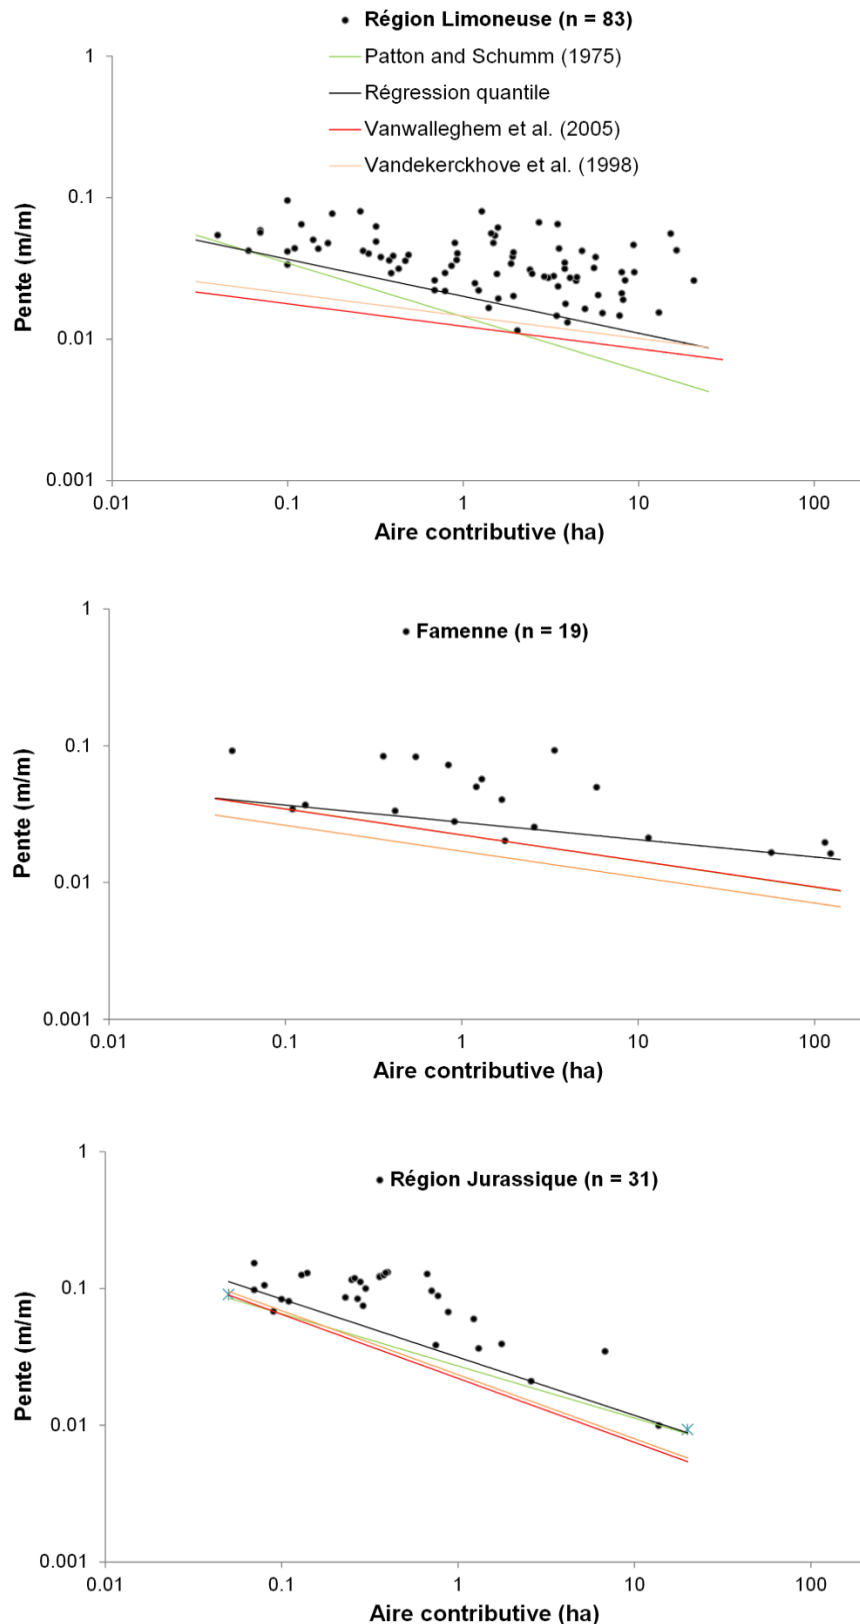 Région Limoneuse (n = 83)
Patton and Schumm (1975)
Régression quantile
Vanwalleghem et al. (2005)
Vandekerckhove et al. (1998)
1
0.1
0.01
0.001
Pente (m/m)
0.01 0.1 1 10 100
Aire contributive (ha)
Famenne (n = 19)
1
0.1
0.01
0.001
Pente (m/m)
0.01 0.1 1 10 100
Aire contributive (ha)
Région Jurassique (n = 31)
1
0.1
0.01
0.001
Pente (m/m)
0.01 0.1 1 10 100
Aire contributive (ha)